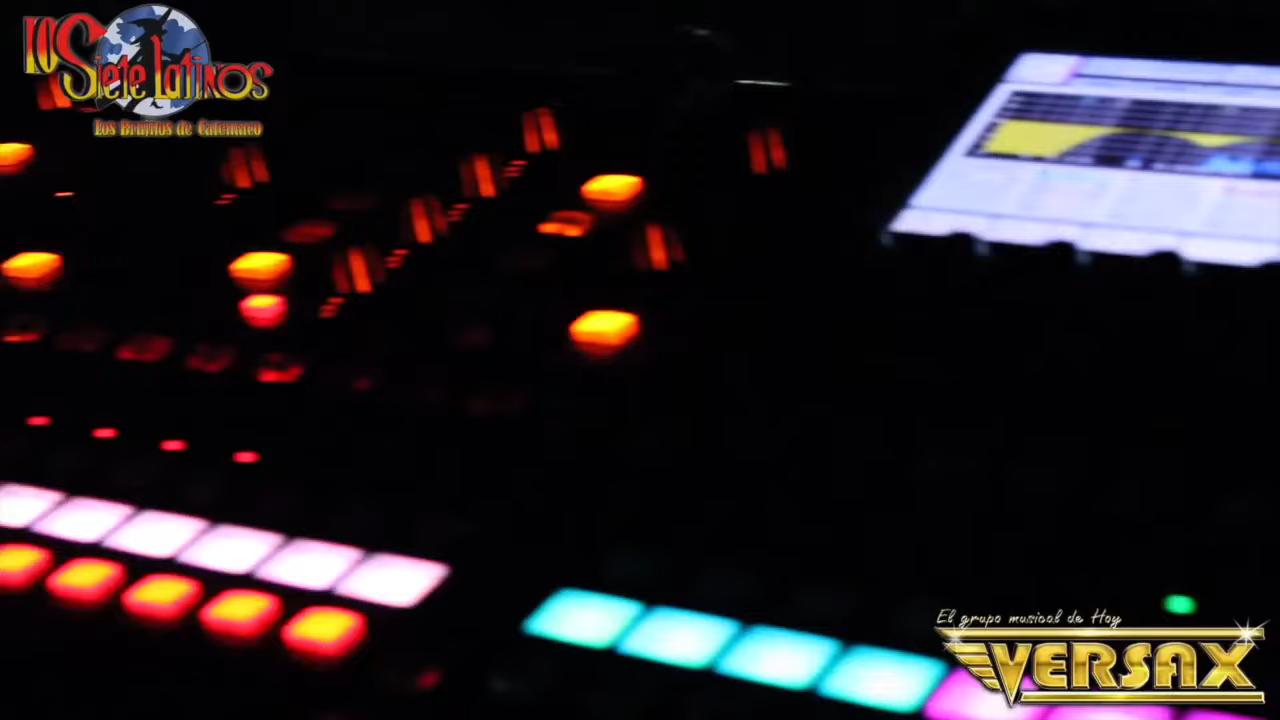 Los Siete Latinos
Los Brujitos de Catemaco
El grupo musical de Hoy
VERSAX